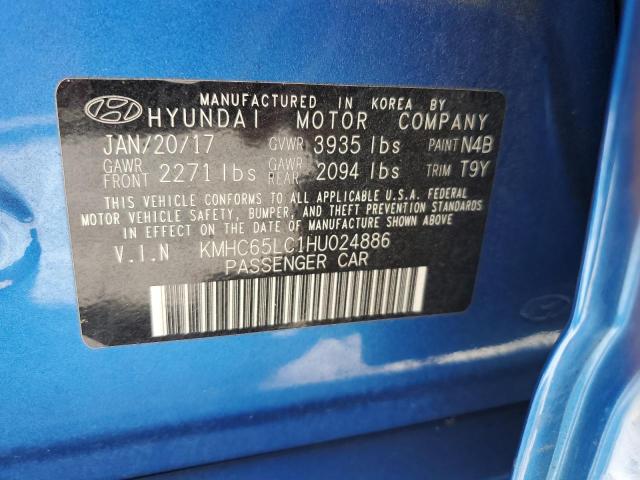 MANUFACTURED IN KOREA BY
HYUNDAI MOTOR COMPANY
JAN/20/17 GVWR 3935 lbs PAINT N4B
GAWR FRONT 2271 lbs GAWR REAR 2094 lbs TRIM T9Y
THIS VEHICLE CONFORMS TO ALL APPLICABLE U.S.A. FEDERAL
MOTOR VEHICLE SAFETY, BUMPER, AND THEFT PREVENTION STANDARDS
IN EFFECT ON THE DATE OF MANUFACTURE SHOWN ABOVE
V.I.N KMHC65LC1HU024886
PASSENGER CAR